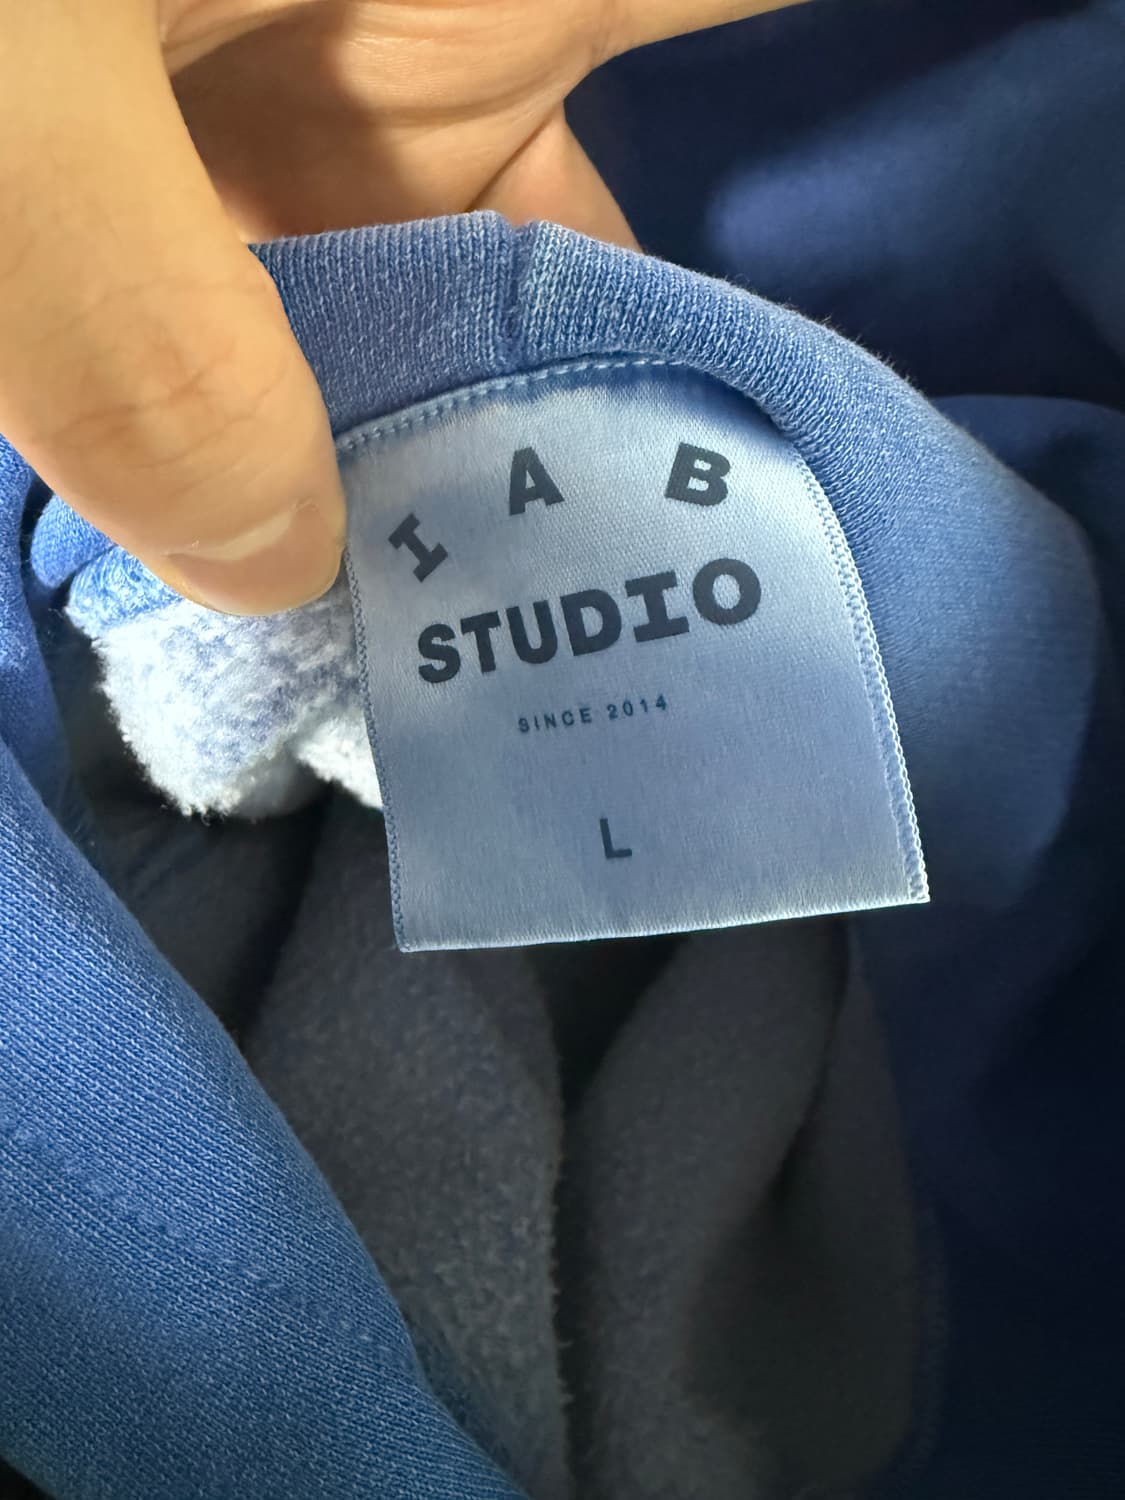 I A B
STUDIO
SINCE 2014
L